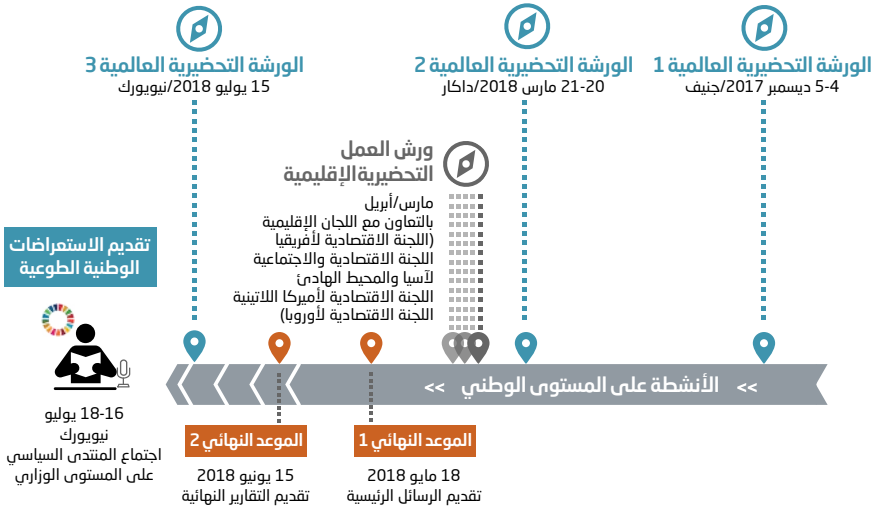 الورشة التحضيرية العالمية 1
4-5 ديسمبر 2017/جنيف
الورشة التحضيرية العالمية 2
20-21 مارس 2018/داكار
الورشة التحضيرية العالمية 3
15 يوليو 2018/نيويورك
ورش العمل
التحضيريةالإقليمية
مارس/أبريل
بالتعاون مع اللجان الإقليمية
(اللجنة الاقتصادية لأفريقيا
اللجنة الاقتصادية والاجتماعية
لآسيا والمحيط الهادئ
اللجنة الاقتصادية لأميركا اللاتينية
اللجنة الاقتصادية لأوروبا)
تقديم الاستعراضات
الوطنية الطوعية
>> الأنشطة على المستوى الوطني >>
الموعد النهائي 1
18 مايو 2018
تقديم الرسائل الرئيسية
الموعد النهائي 2
15 يونيو 2018
تقديم التقارير النهائية
16-18 يوليو
نيويورك
اجتماع المنتدى السياسي
على المستوى الوزاري